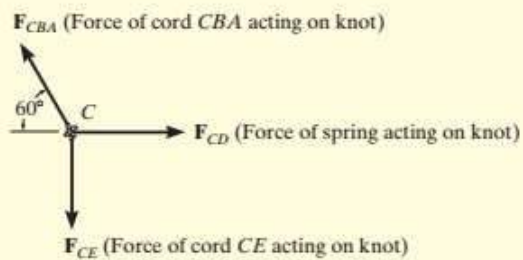 F_CBA (Force of cord CBA acting on knot)
60°
C
F_CD (Force of spring acting on knot)
F_CE (Force of cord CE acting on knot)